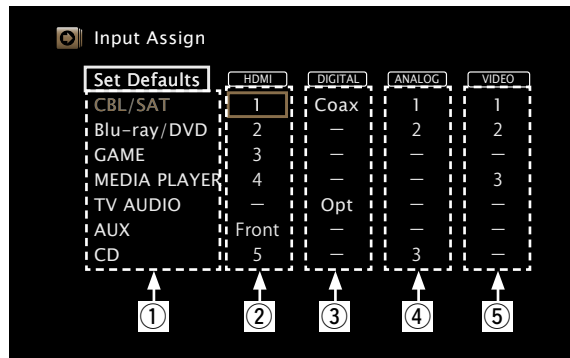 Input Assign
Set Defaults HDMI DIGITAL ANALOG VIDEO
CBL/SAT 1 Coax 1 1
Blu-ray/DVD 2 – 2 2
GAME 3 – – –
MEDIA PLAYER 4 – – 3
TV AUDIO – Opt – –
AUX Front – – –
CD 5 – 3 –
① ② ③ ④ ⑤